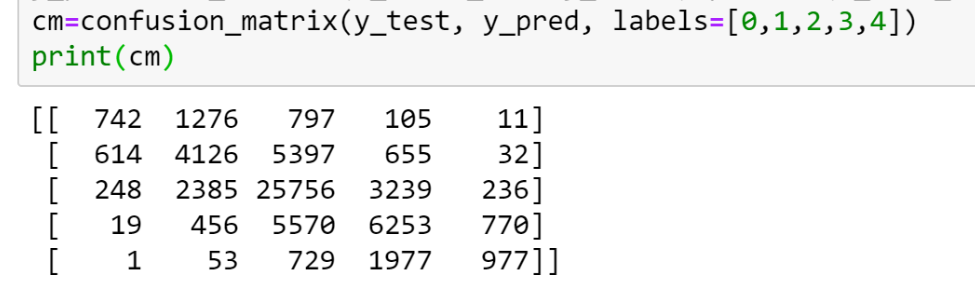 cm=confusion_matrix(y_test, y_pred, labels=[0,1,2,3,4])
print(cm)
[[  742  1276   797   105    11]
 [  614  4126  5397   655    32]
 [  248  2385 25756  3239   236]
 [   19   456  5570  6253   770]
 [    1    53   729  1977   977]]